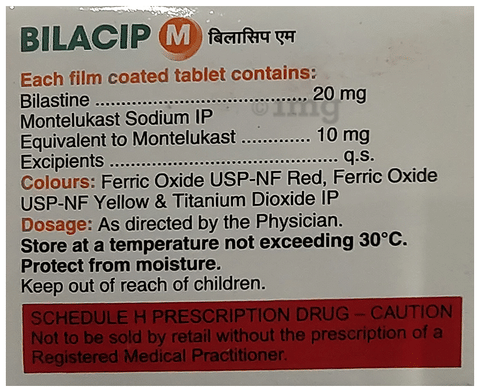 BILACIP M बिलासिप एम
Each film coated tablet contains:
Bilastine ........................................ 20 mg
Montelukast Sodium IP
Equivalent to Montelukast ............. 10 mg
Excipients ........................................ q.s.
Colours: Ferric Oxide USP-NF Red, Ferric Oxide
USP-NF Yellow & Titanium Dioxide IP
Dosage: As directed by the Physician.
Store at a temperature not exceeding 30°C.
Protect from moisture.
Keep out of reach of children.
SCHEDULE H PRESCRIPTION DRUG – CAUTION
Not to be sold by retail without the prescription of a
Registered Medical Practitioner.